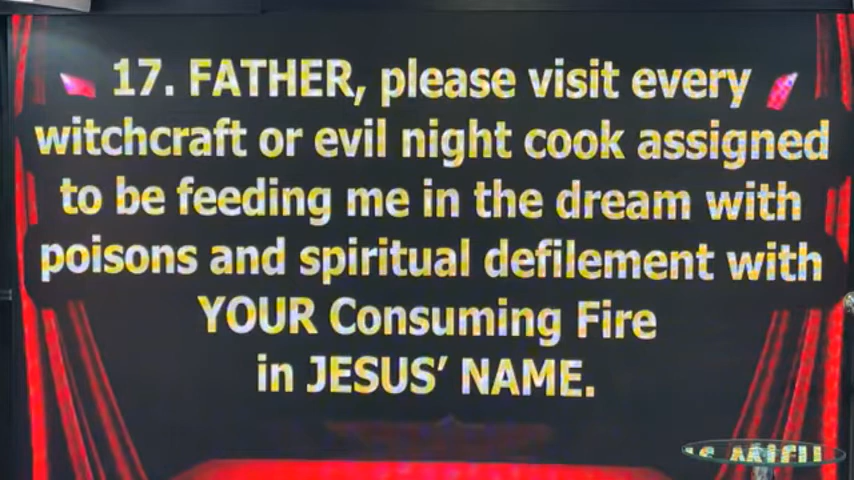 17. FATHER, please visit every
witchcraft or evil night cook assigned
to be feeding me in the dream with
poisons and spiritual defilement with
YOUR Consuming Fire
in JESUS' NAME.